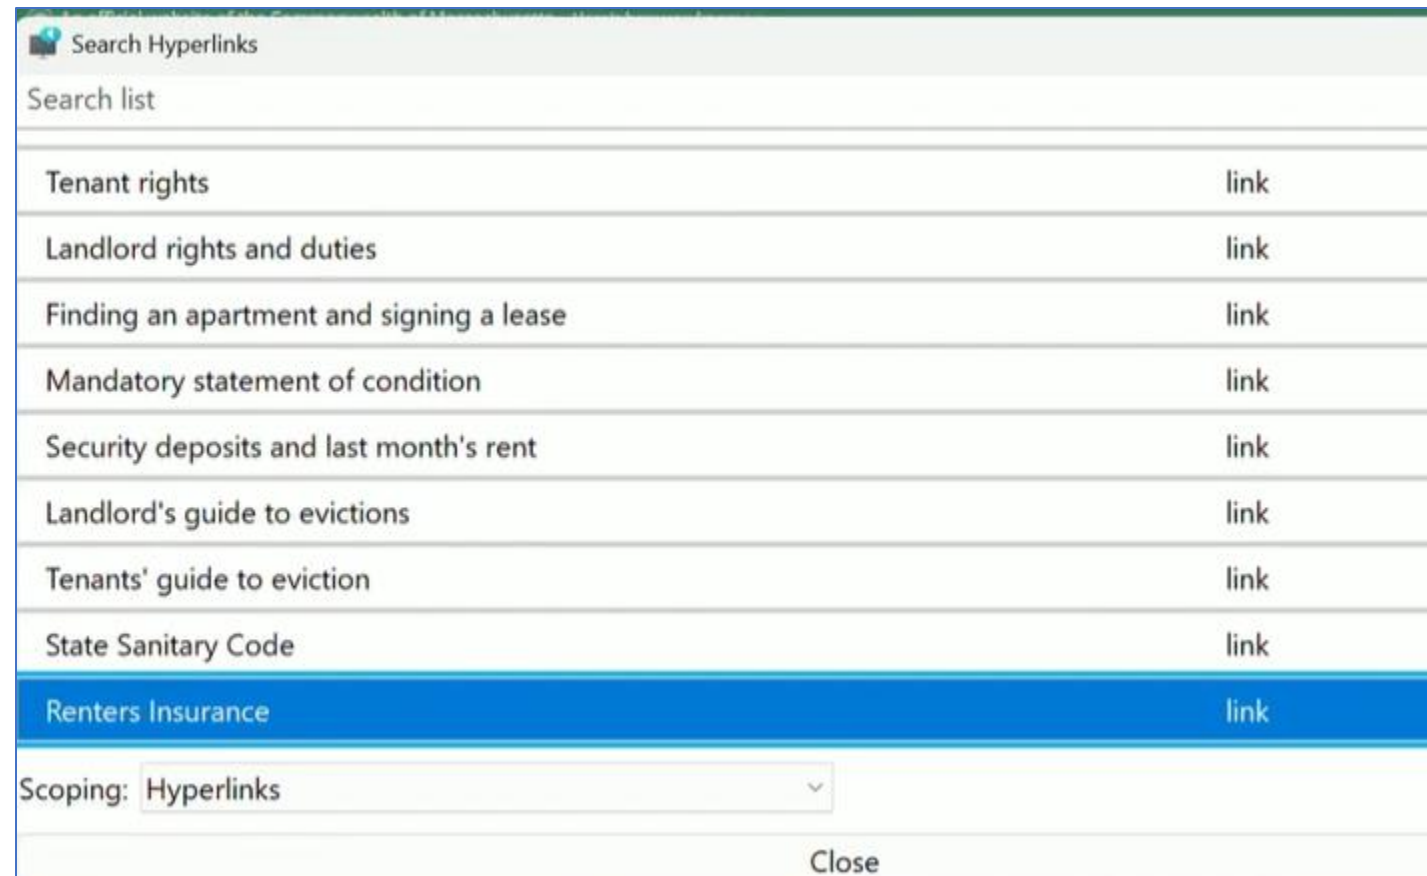 Search Hyperlinks
Search list
Tenant rights link
Landlord rights and duties link
Finding an apartment and signing a lease link
Mandatory statement of condition link
Security deposits and last month's rent link
Landlord's guide to evictions link
Tenants' guide to eviction link
State Sanitary Code link
Renters Insurance link
Scoping: Hyperlinks
Close